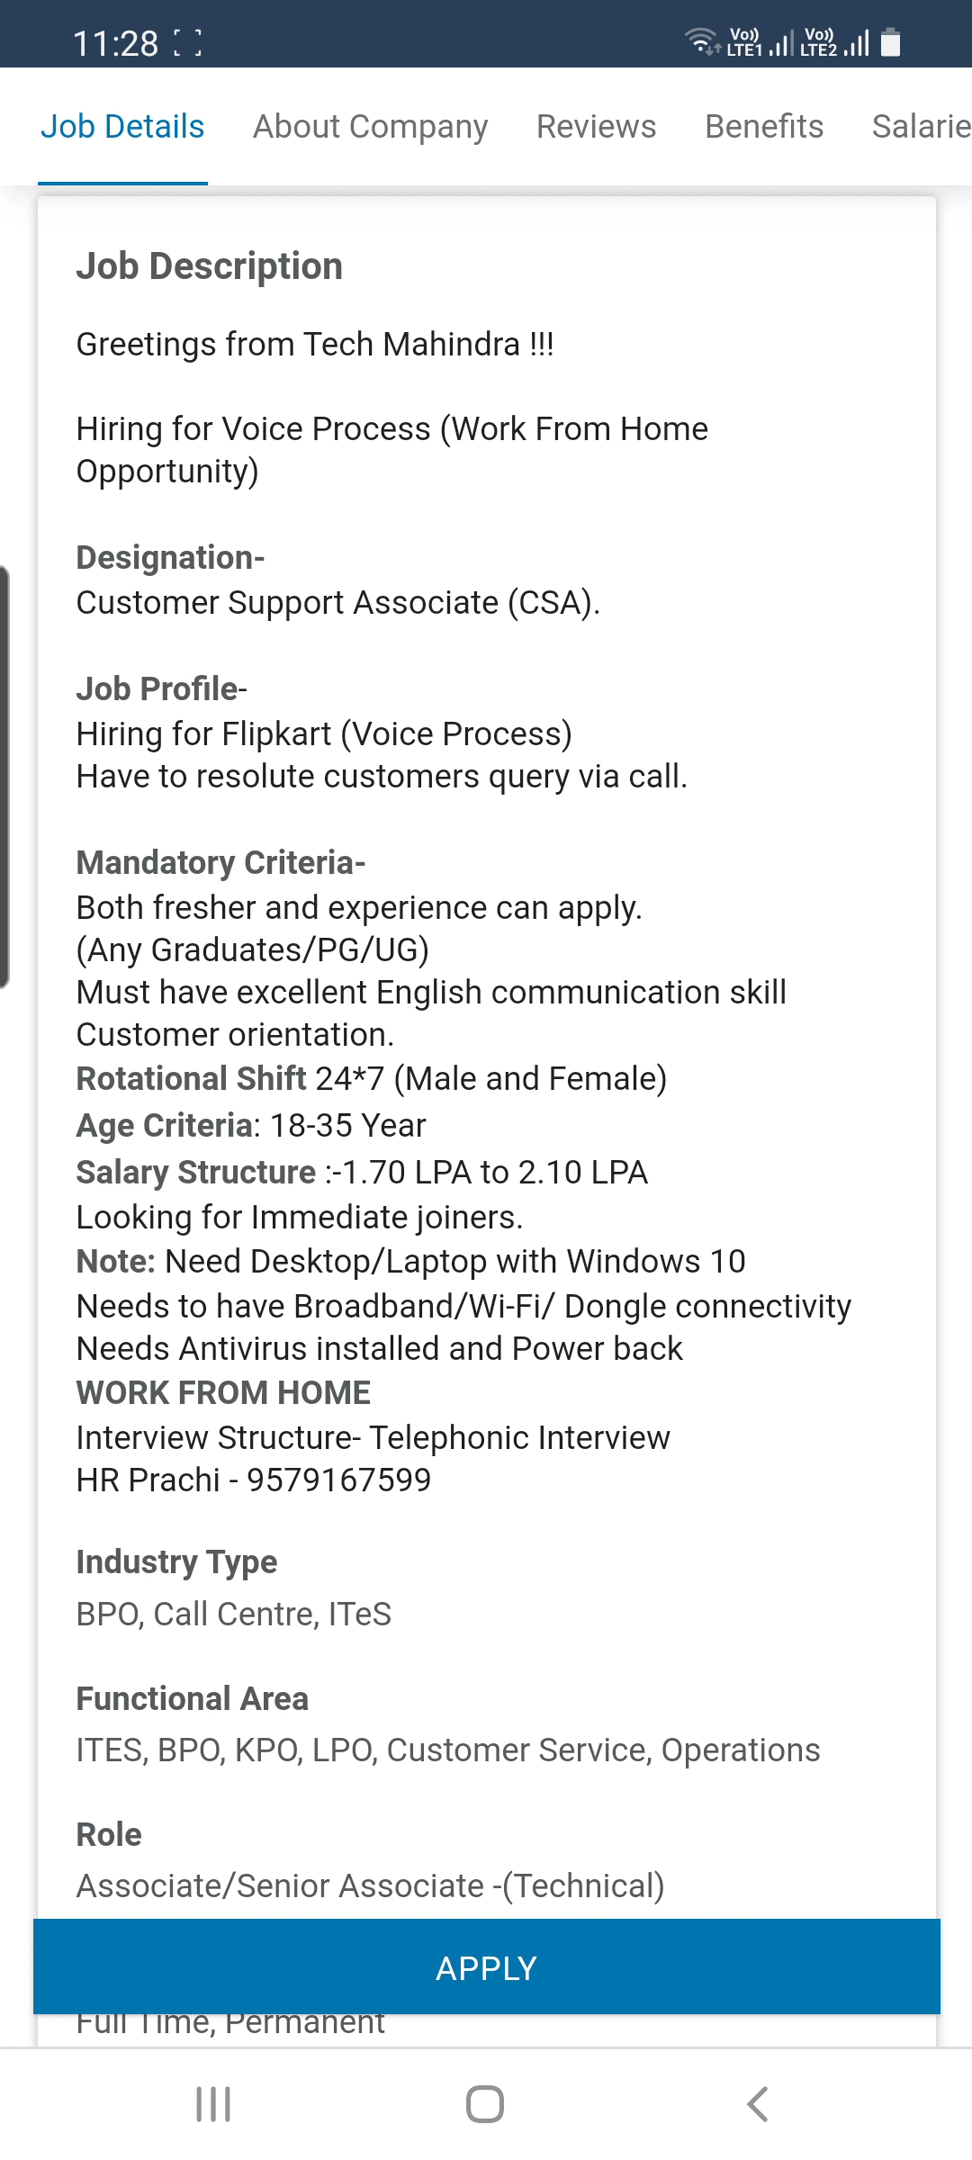 11:28
Vo)) LTE1 Vo)) LTE2
Job Details About Company Reviews Benefits Salarie
Job Description
Greetings from Tech Mahindra !!!
Hiring for Voice Process (Work From Home
Opportunity)
Designation-
Customer Support Associate (CSA).
Job Profile-
Hiring for Flipkart (Voice Process)
Have to resolute customers query via call.
Mandatory Criteria-
Both fresher and experience can apply.
(Any Graduates/PG/UG)
Must have excellent English communication skill
Customer orientation.
Rotational Shift 24*7 (Male and Female)
Age Criteria: 18-35 Year
Salary Structure :-1.70 LPA to 2.10 LPA
Looking for Immediate joiners.
Note: Need Desktop/Laptop with Windows 10
Needs to have Broadband/Wi-Fi/ Dongle connectivity
Needs Antivirus installed and Power back
WORK FROM HOME
Interview Structure- Telephonic Interview
HR Prachi - 9579167599
Industry Type
BPO, Call Centre, ITeS
Functional Area
ITES, BPO, KPO, LPO, Customer Service, Operations
Role
Associate/Senior Associate -(Technical)
APPLY
Full Time, Permanent